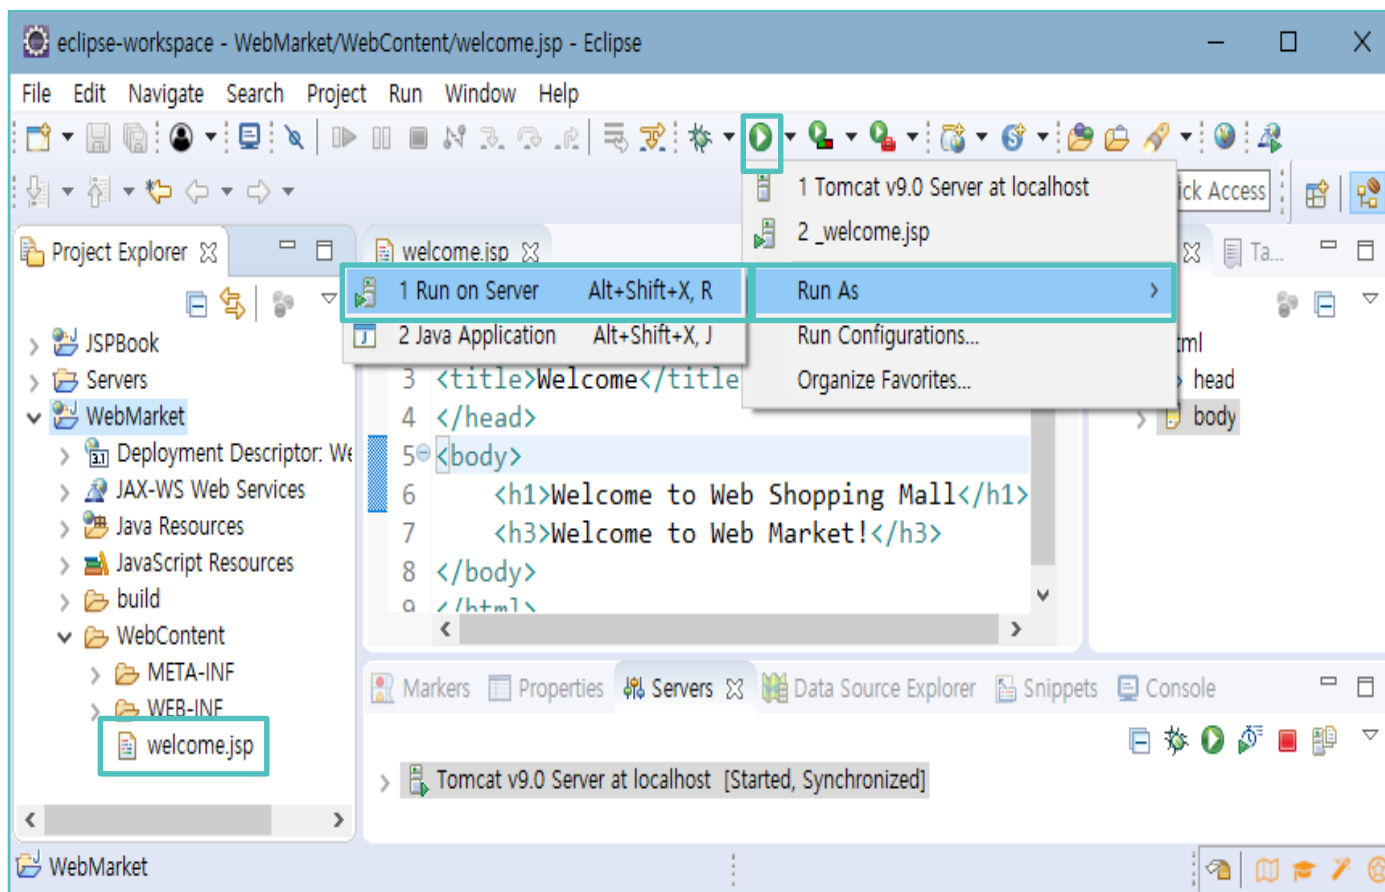 eclipse-workspace - WebMarket/WebContent/welcome.jsp - Eclipse
File Edit Navigate Search Project Run Window Help
1 Tomcat v9.0 Server at localhost
2 _welcome.jsp
Run As
Run Configurations...
Organize Favorites...
1 Run on Server Alt+Shift+X, R
2 Java Application Alt+Shift+X, J
ick Access
Project Explorer
JSPBook
Servers
WebMarket
Deployment Descriptor: We
JAX-WS Web Services
Java Resources
JavaScript Resources
build
WebContent
META-INF
WEB-INF
welcome.jsp
welcome.jsp
3 <title>Welcome</title
4 </head>
5 <body>
6 <h1>Welcome to Web Shopping Mall</h1>
7 <h3>Welcome to Web Market!</h3>
8 </body>
9 </html>
Ta...
tml
head
body
Markers Properties Servers Data Source Explorer Snippets Console
Tomcat v9.0 Server at localhost [Started, Synchronized]
WebMarket